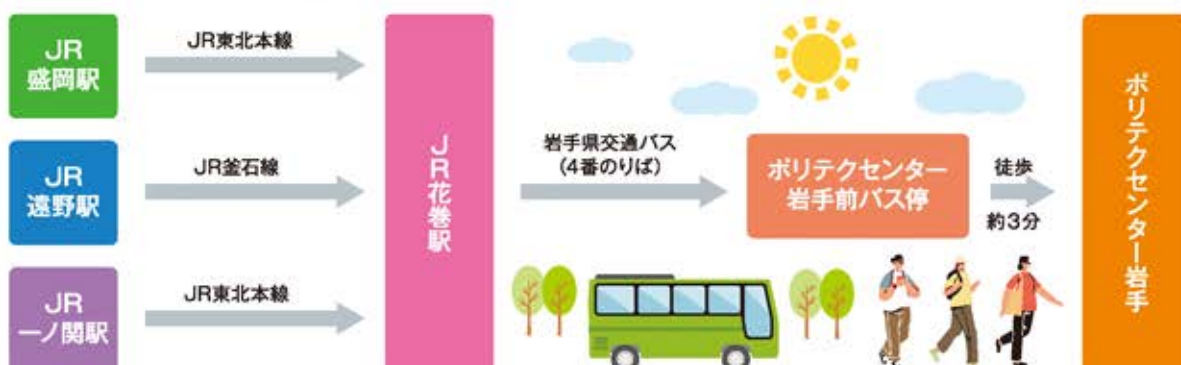 JR
盛岡駅
JR東北本線
JR
遠野駅
JR釜石線
JR
一ノ関駅
JR東北本線
JR花巻駅
岩手県交通バス
(4番のりば)
ポリテクセンター
岩手前バス停
徒歩
約3分
ポリテクセンター岩手